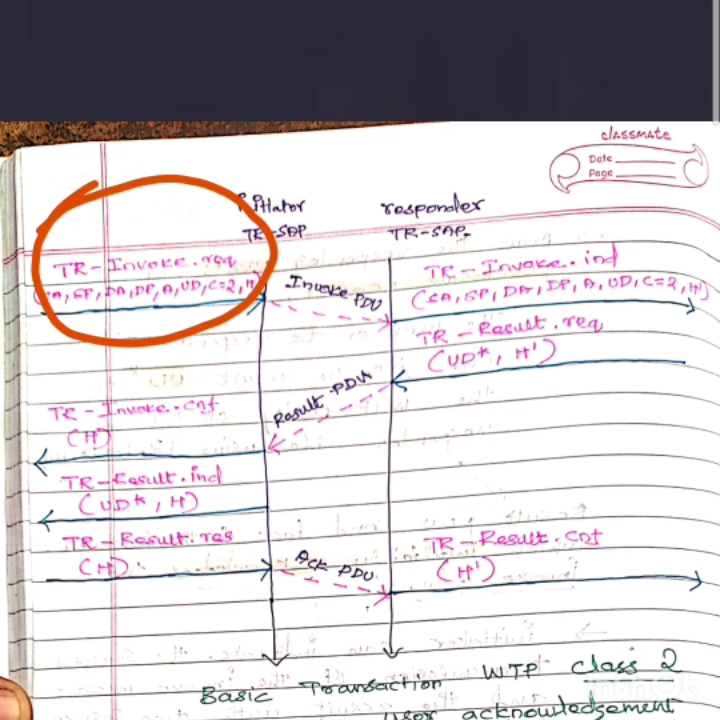 classmate
Date
Page
Initiator
TR-SAP
responder
TR-SAP.
TR-Invoke.req
(SA, SP, DA, DP, A, UD, C=2, H)
Invoke PDU
TR-Invoke.ind
(SA, SP, DA, DP, A, UD, C=2, H')
TR-Result.req
(UD*, H')
Result PDU
TR-Invoke.cnf
(H)
TR-Result.ind
(UD*, H)
TR-Result.res
(H)
Ack PDU
TR-Result.cnf
(H')
Basic Transaction WTP Class 2
user acknowledgement